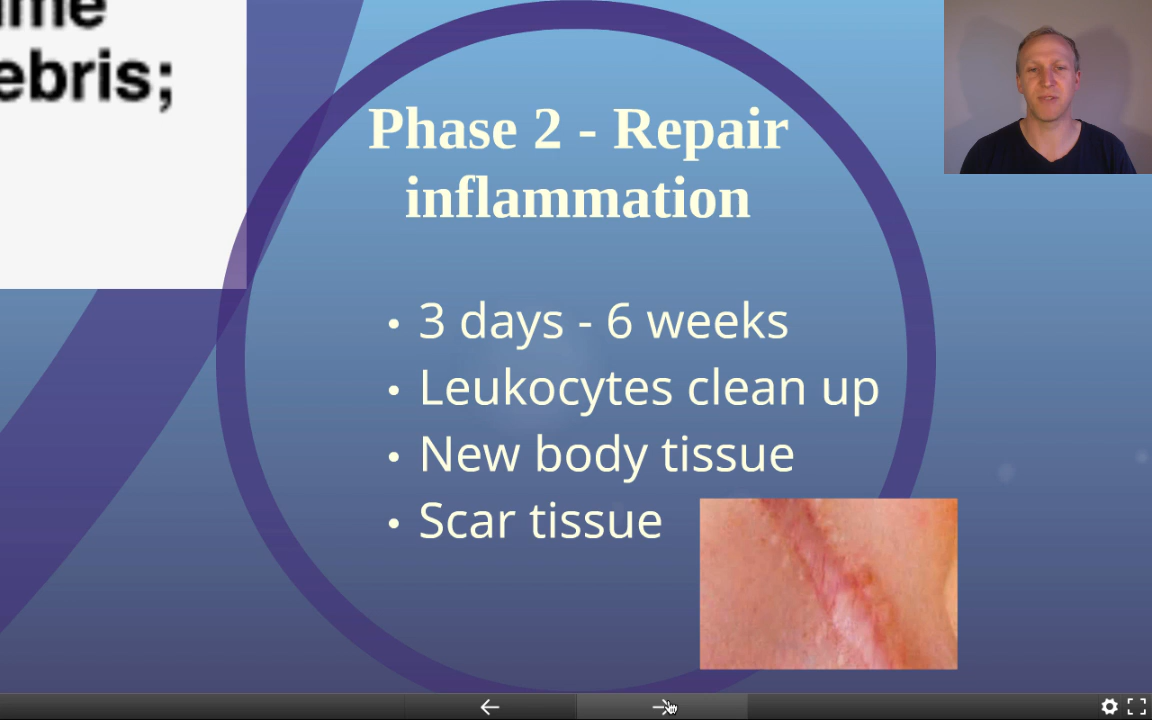 ebris;
Phase 2 - Repair
inflammation
• 3 days - 6 weeks
• Leukocytes clean up
• New body tissue
• Scar tissue